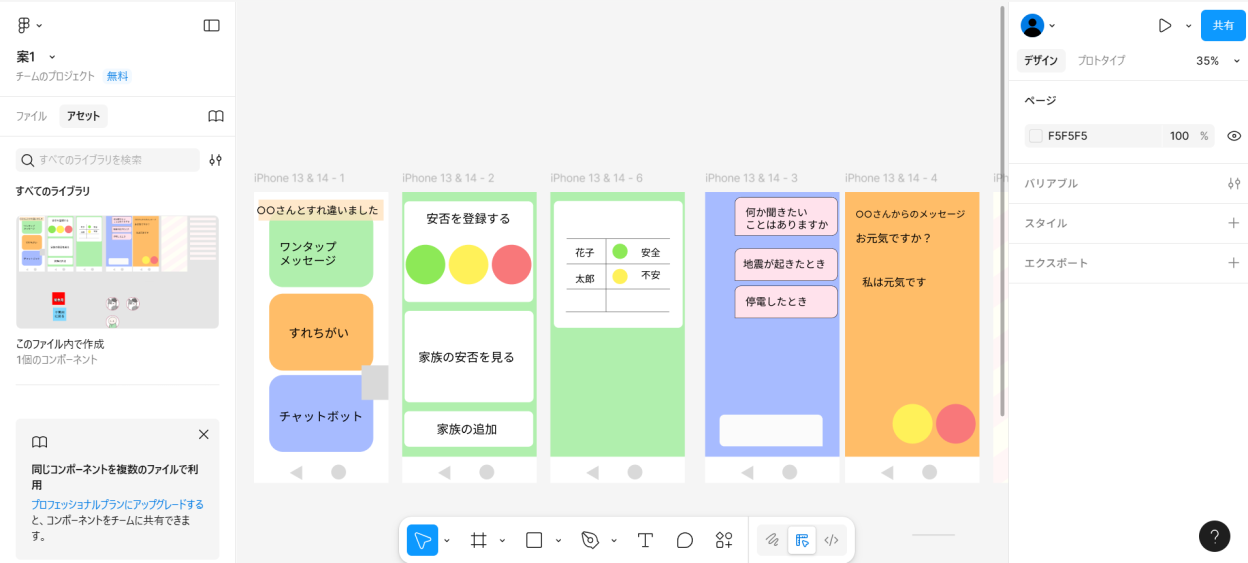 案1
チームのプロジェクト 無料
ファイル アセット
すべてのライブラリを検索
すべてのライブラリ
このファイル内で作成
1個のコンポーネント
同じコンポーネントを複数のファイルで利
用
プロフェッショナルプランにアップグレードする
と、コンポーネントをチームに共有できま
す。
iPhone 13 & 14 - 1
〇〇さんとすれ違いました
ワンタップ
メッセージ
すれちがい
チャットボット
iPhone 13 & 14 - 2
安否を登録する
家族の安否を見る
家族の追加
iPhone 13 & 14 - 6
花子 安全
太郎 不安
iPhone 13 & 14 - 3
何か聞きたい
ことはありますか
地震が起きたとき
停電したとき
iPhone 13 & 14 - 4
〇〇さんからのメッセージ
お元気ですか？
私は元気です
共有
デザイン プロトタイプ 35%
ページ
F5F5F5 100 %
バリアブル
スタイル
エクスポート
?